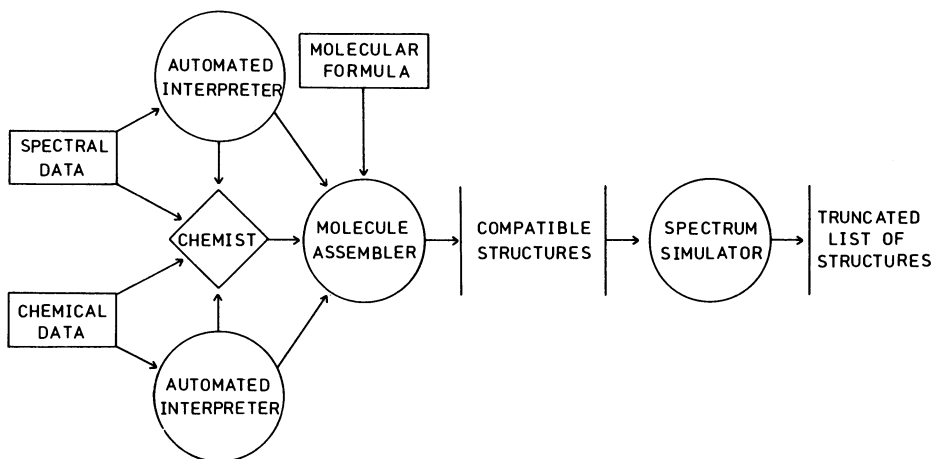 AUTOMATED
INTERPRETER
MOLECULAR
FORMULA
SPECTRAL
DATA
CHEMIST
MOLECULE
ASSEMBLER
COMPATIBLE
STRUCTURES
SPECTRUM
SIMULATOR
TRUNCATED
LIST OF
STRUCTURES
CHEMICAL
DATA
AUTOMATED
INTERPRETER